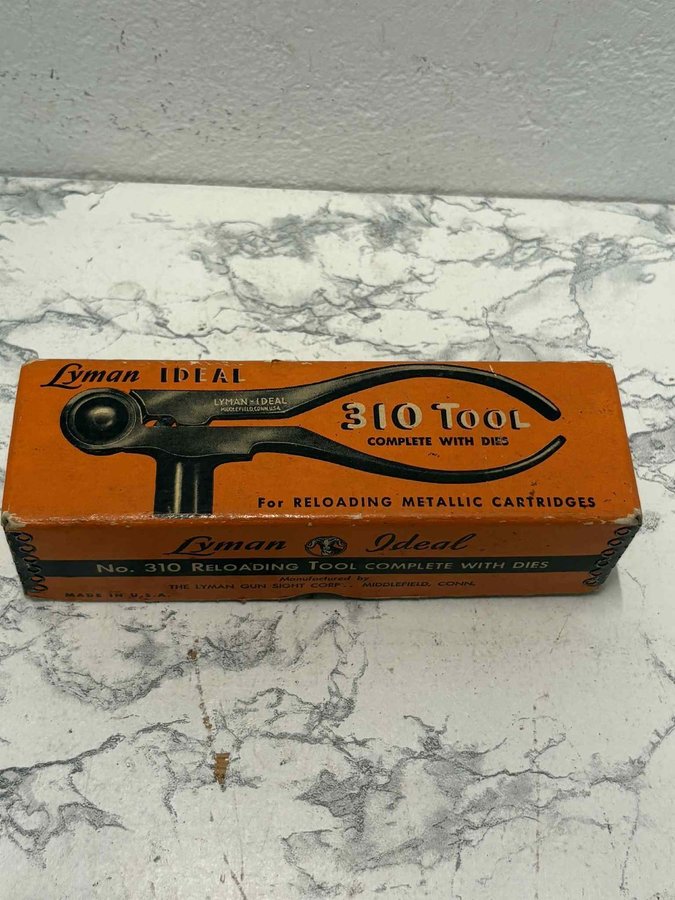 Lyman IDEAL
LYMAN-IDEAL
MIDDLEFIELD, CONN. U.S.A.
310 TOOL
COMPLETE WITH DIES
For RELOADING METALLIC CARTRIDGES
Lyman Ideal
No. 310 RELOADING TOOL COMPLETE WITH DIES
Manufactured by
THE LYMAN GUN SIGHT CORP., MIDDLEFIELD, CONN.
MADE IN U.S.A.